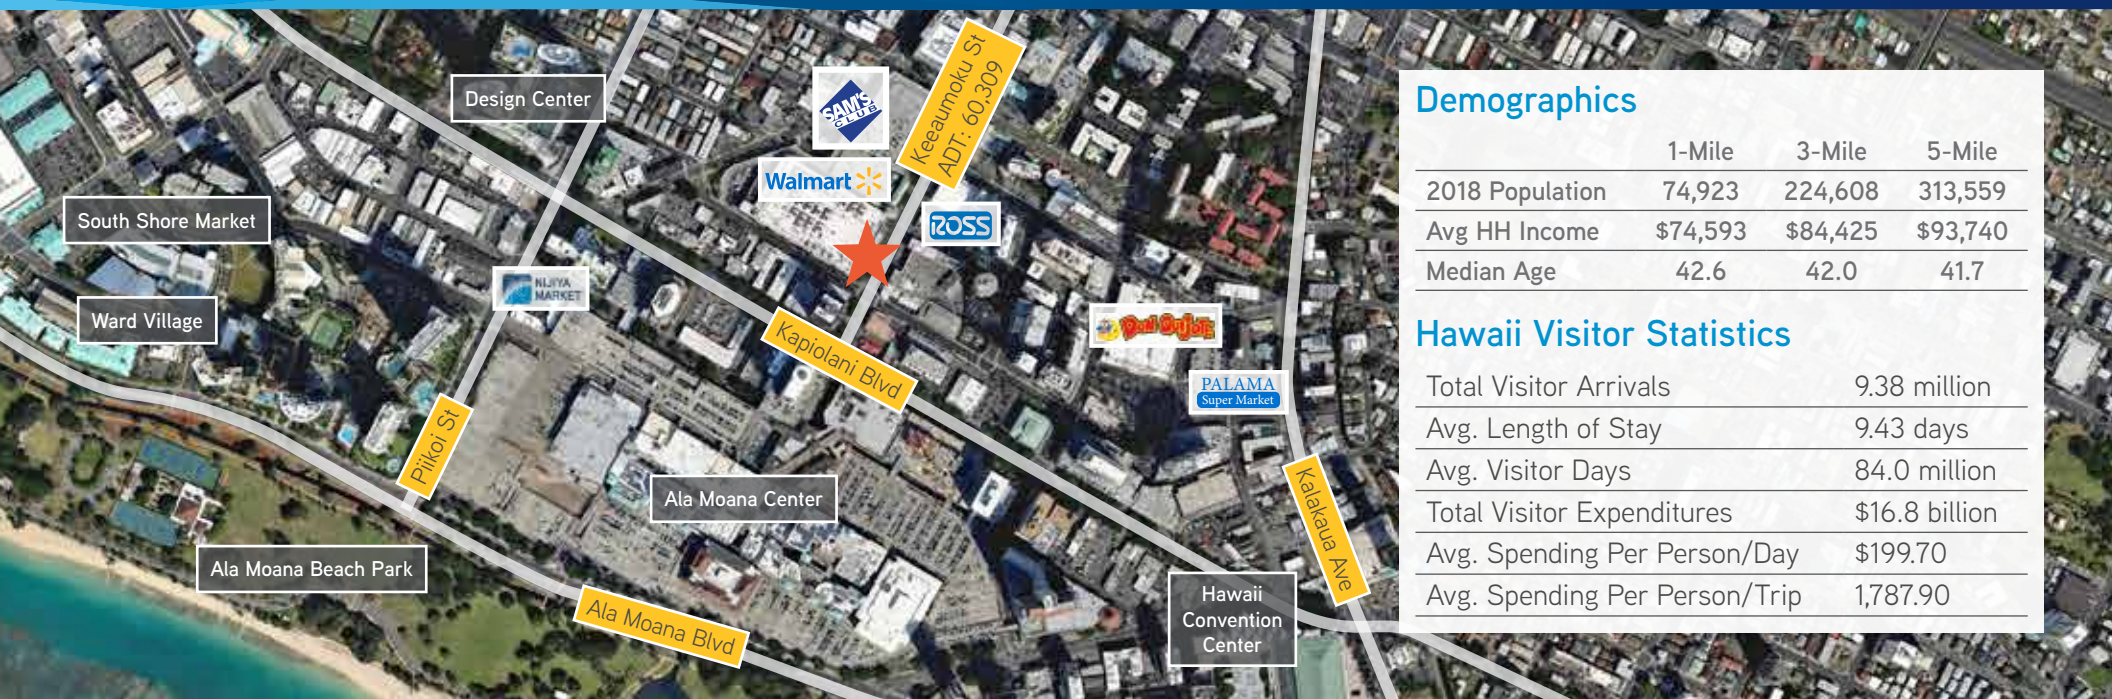 Design Center
SAM'S
CLUB
Keeaumoku St
ADT: 60,309
Walmart
ROSS
South Shore Market
NIJIYA
MARKET
Ward Village
Kapiolani Blvd
Don Quijote
PALAMA
Super Market
Piikoi St
Ala Moana Center
Kalakaua Ave
Ala Moana Beach Park
Ala Moana Blvd
Hawaii
Convention
Center
Demographics
1-Mile 3-Mile 5-Mile
2018 Population 74,923 224,608 313,559
Avg HH Income $74,593 $84,425 $93,740
Median Age 42.6 42.0 41.7
Hawaii Visitor Statistics
Total Visitor Arrivals 9.38 million
Avg. Length of Stay 9.43 days
Avg. Visitor Days 84.0 million
Total Visitor Expenditures $16.8 billion
Avg. Spending Per Person/Day $199.70
Avg. Spending Per Person/Trip 1,787.90